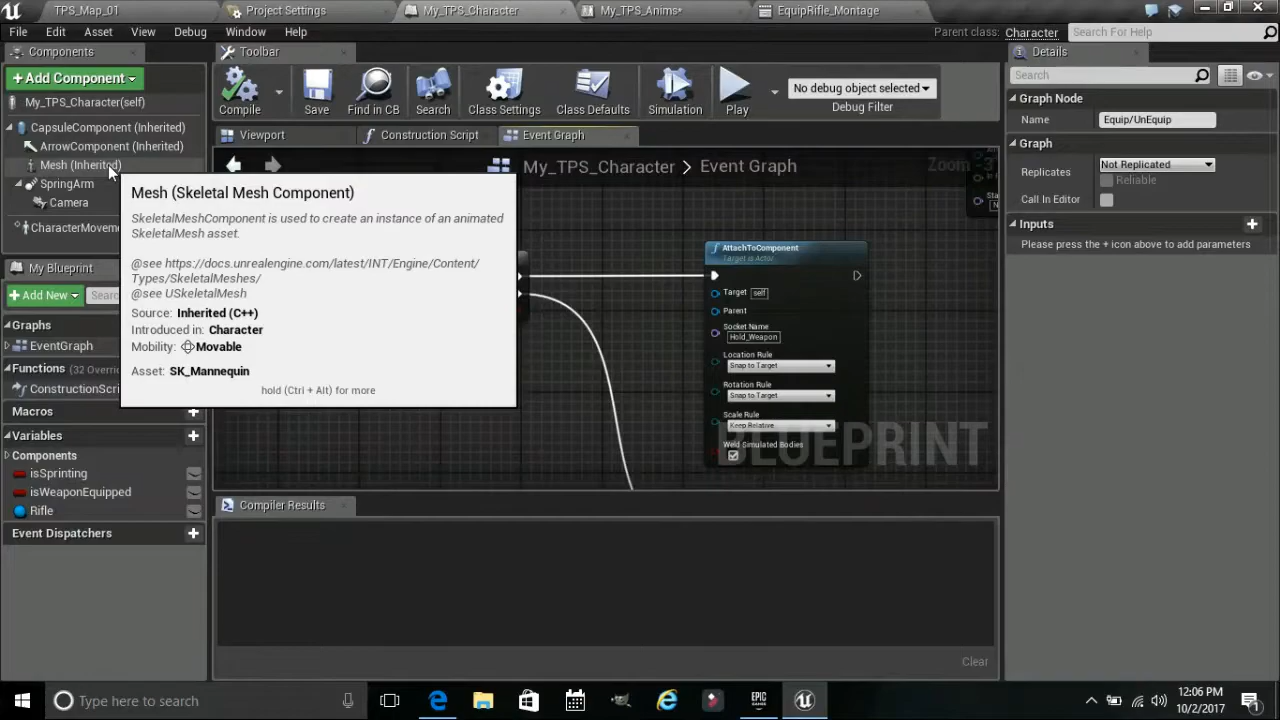 TPS_Map_01
Project Settings
My_TPS_Character
My_TPS_Anims*
EquipRifle_Montage
File Edit Asset View Debug Window Help
Parent class: Character
Search For Help
Components
Toolbar
Details
+ Add Component
Compile
Save
Find in CB
Search
Class Settings
Class Defaults
Simulation
Play
No debug object selected
Debug Filter
Search
My_TPS_Character(self)
CapsuleComponent (Inherited)
ArrowComponent (Inherited)
Mesh (Inherited)
SpringArm
Camera
CharacterMoveme
Viewport
Construction Script
Event Graph
My_TPS_Character > Event Graph
Zoom -3
Graph Node
Name Equip/UnEquip
Graph
Replicates Not Replicated
Reliable
Call In Editor
Inputs
Please press the + icon above to add parameters
Mesh (Skeletal Mesh Component)
SkeletalMeshComponent is used to create an instance of an animated
SkeletalMesh asset.
@see https://docs.unrealengine.com/latest/INT/Engine/Content/
Types/SkeletalMeshes/
@see USkeletalMesh
Source: Inherited (C++)
Introduced in: Character
Mobility: Movable
Asset: SK_Mannequin
hold (Ctrl + Alt) for more
AttachToComponent
Target is Actor
Target self
Parent
Socket Name
Hold_Weapon
Location Rule
Snap to Target
Rotation Rule
Snap to Target
Scale Rule
Keep Relative
Weld Simulated Bodies
BLUEPRINT
My Blueprint
+ Add New
Searc
Graphs
EventGraph
Functions (32 Overrid
ConstructionScri
Macros
Variables
Components
isSprinting
isWeaponEquipped
Rifle
Event Dispatchers
Compiler Results
Clear
Type here to search
EPIC
GAMES
12:06 PM
10/2/2017